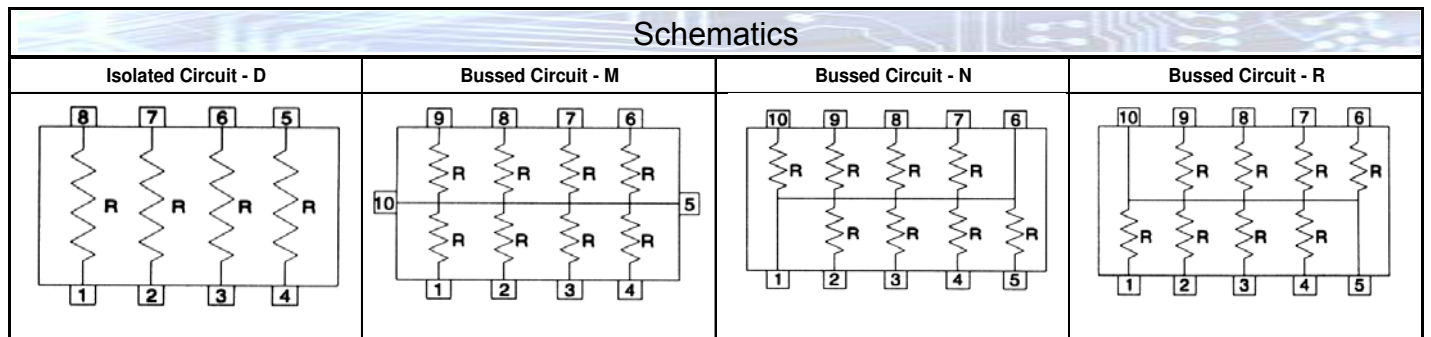 Schematics
Isolated Circuit - D
Bussed Circuit - M
Bussed Circuit - N
Bussed Circuit - R
8 7 6 5
R R R R
1 2 3 4
9 8 7 6
R R R R
10 5
R R R R
1 2 3 4
10 9 8 7 6
R R R R
R R R R
1 2 3 4 5
10 9 8 7 6
R R R R
R R R R
1 2 3 4 5